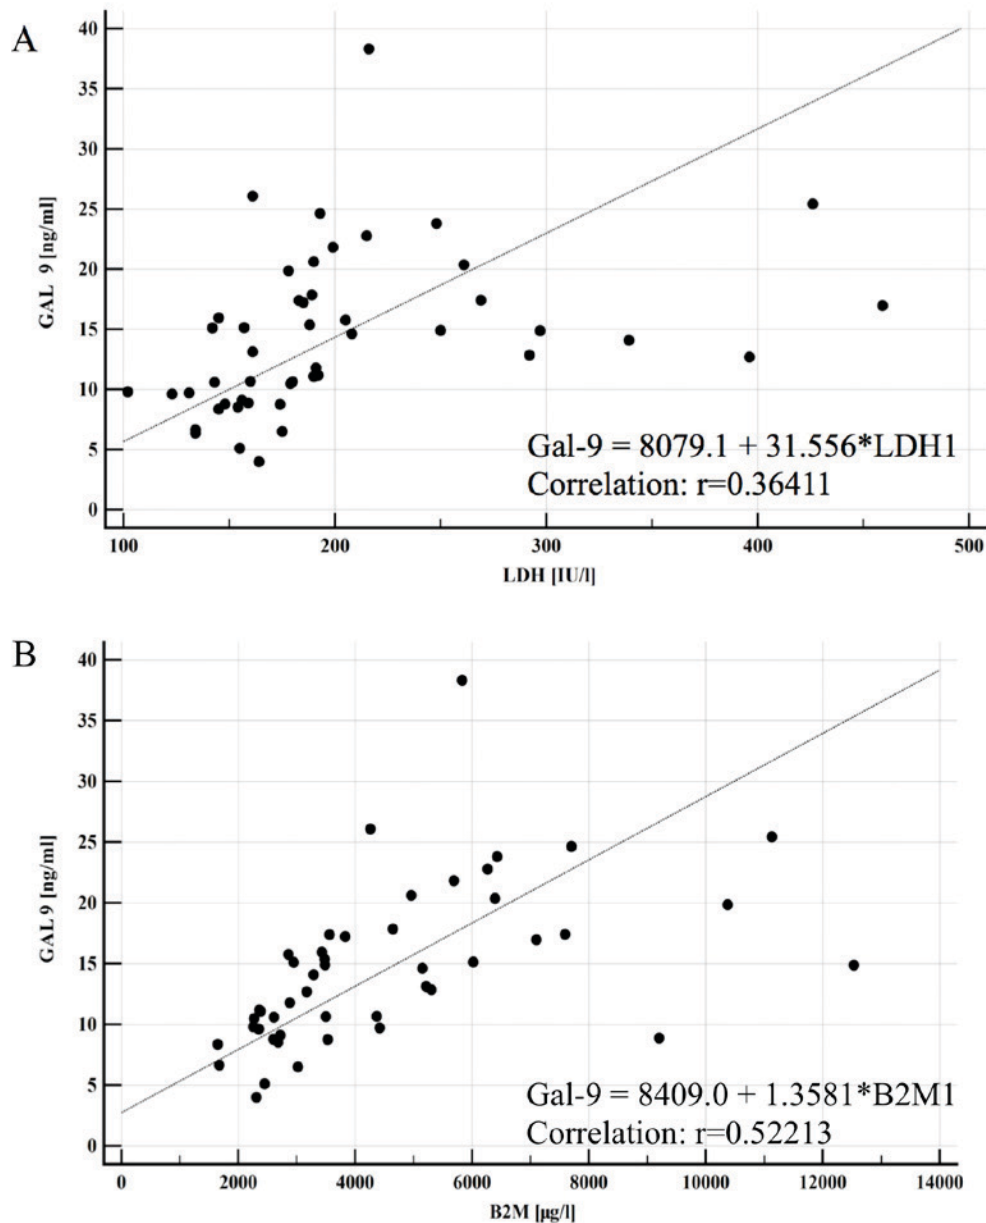 A
40
35
30
25
20
15
10
5
0
GAL 9 [ng/ml]
Gal-9 = 8079.1 + 31.556*LDH1
Correlation: r=0.36411
100 200 300 400 500
LDH [IU/l]
B
40
35
30
25
20
15
10
5
0
GAL 9 [ng/ml]
Gal-9 = 8409.0 + 1.3581*B2M1
Correlation: r=0.52213
0 2000 4000 6000 8000 10000 12000 14000
B2M [µg/l]